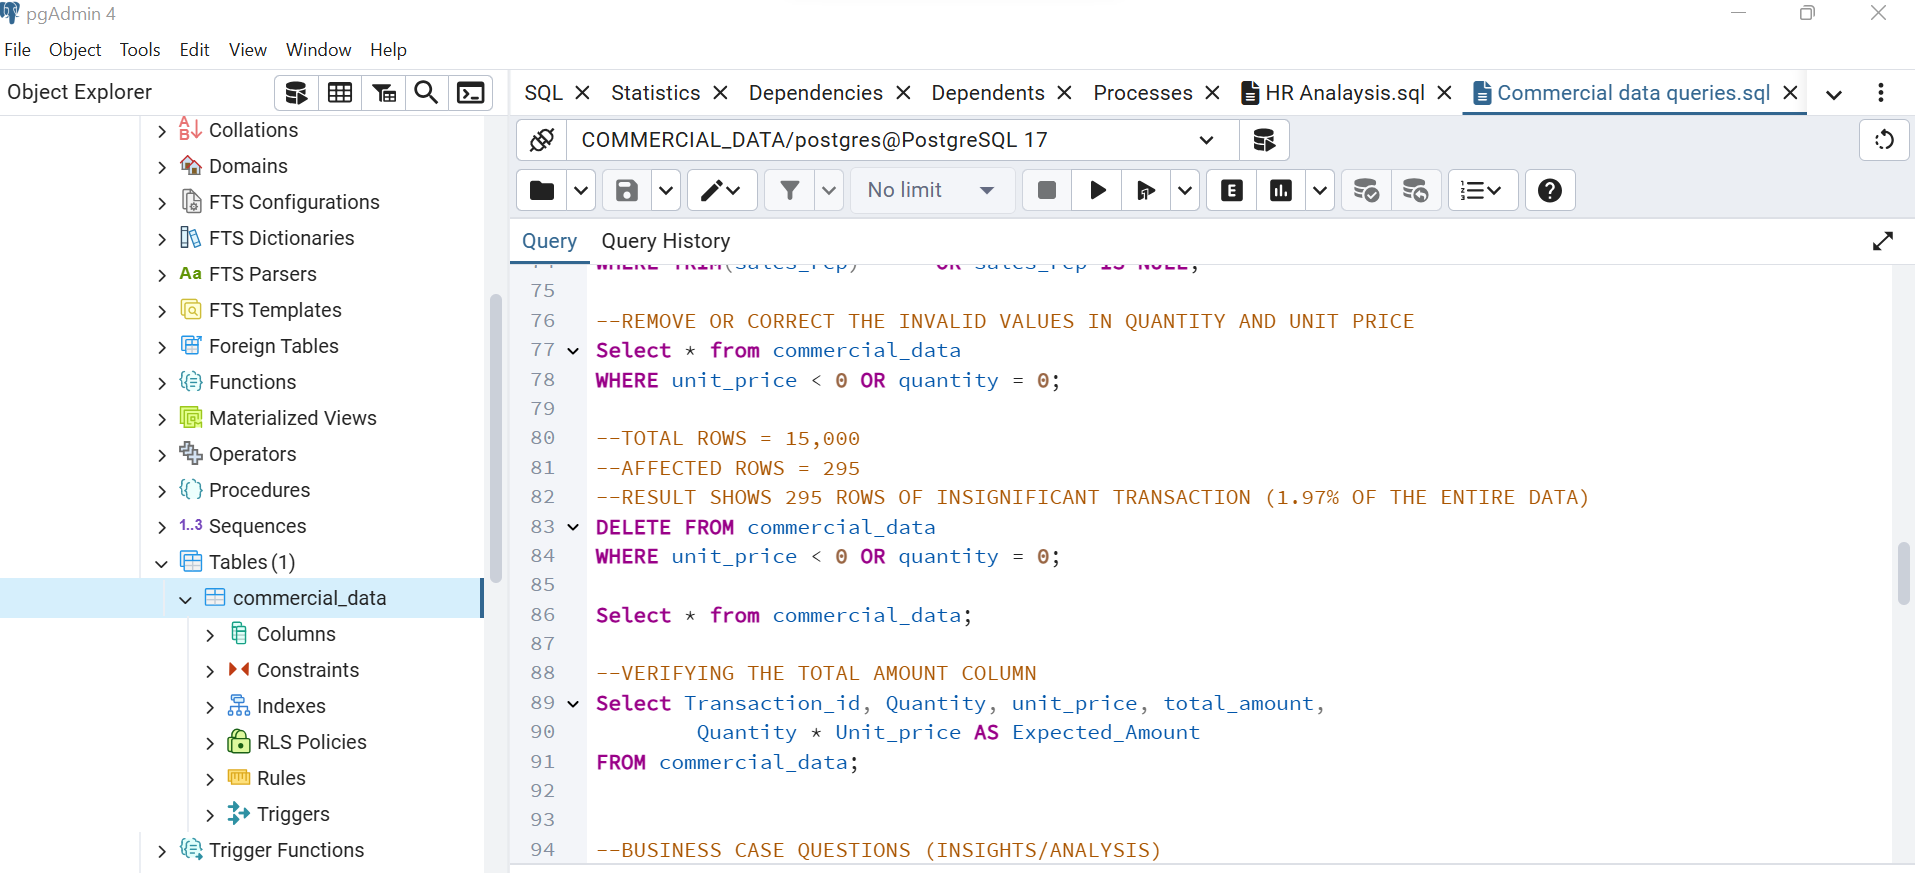 pgAdmin 4
File Object Tools Edit View Window Help
Object Explorer
SQL Statistics Dependencies Dependents Processes HR Analaysis.sql Commercial data queries.sql
COMMERCIAL_DATA/postgres@PostgreSQL 17
No limit
Query Query History
Collations
Domains
FTS Configurations
FTS Dictionaries
Aa FTS Parsers
FTS Templates
Foreign Tables
Functions
Materialized Views
Operators
Procedures
1..3 Sequences
Tables (1)
commercial_data
Columns
Constraints
Indexes
RLS Policies
Rules
Triggers
Trigger Functions
75
76 --REMOVE OR CORRECT THE INVALID VALUES IN QUANTITY AND UNIT PRICE
77 Select * from commercial_data
78 WHERE unit_price < 0 OR quantity = 0;
79
80 --TOTAL ROWS = 15,000
81 --AFFECTED ROWS = 295
82 --RESULT SHOWS 295 ROWS OF INSIGNIFICANT TRANSACTION (1.97% OF THE ENTIRE DATA)
83 DELETE FROM commercial_data
84 WHERE unit_price < 0 OR quantity = 0;
85
86 Select * from commercial_data;
87
88 --VERIFYING THE TOTAL AMOUNT COLUMN
89 Select Transaction_id, Quantity, unit_price, total_amount,
90 Quantity * Unit_price AS Expected_Amount
91 FROM commercial_data;
92
93
94 --BUSINESS CASE QUESTIONS (INSIGHTS/ANALYSIS)